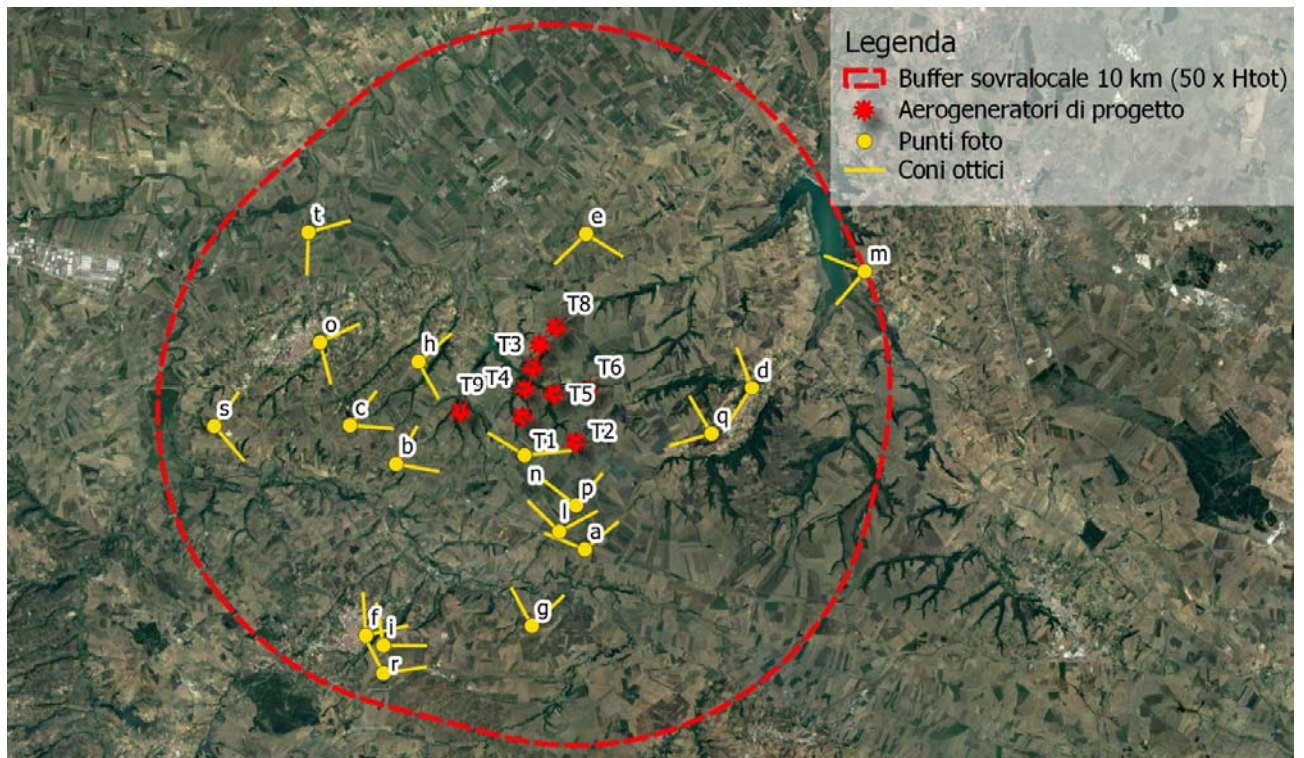 Legenda
Buffer sovralocale 10 km (50 x Htot)
Aerogeneratori di progetto
Punti foto
Coni ottici
t
e
m
T8
o
T3
h
T6
d
T4
T9
T5
s
c
q
T2
T1
b
n
p
l
a
g
f
i
r